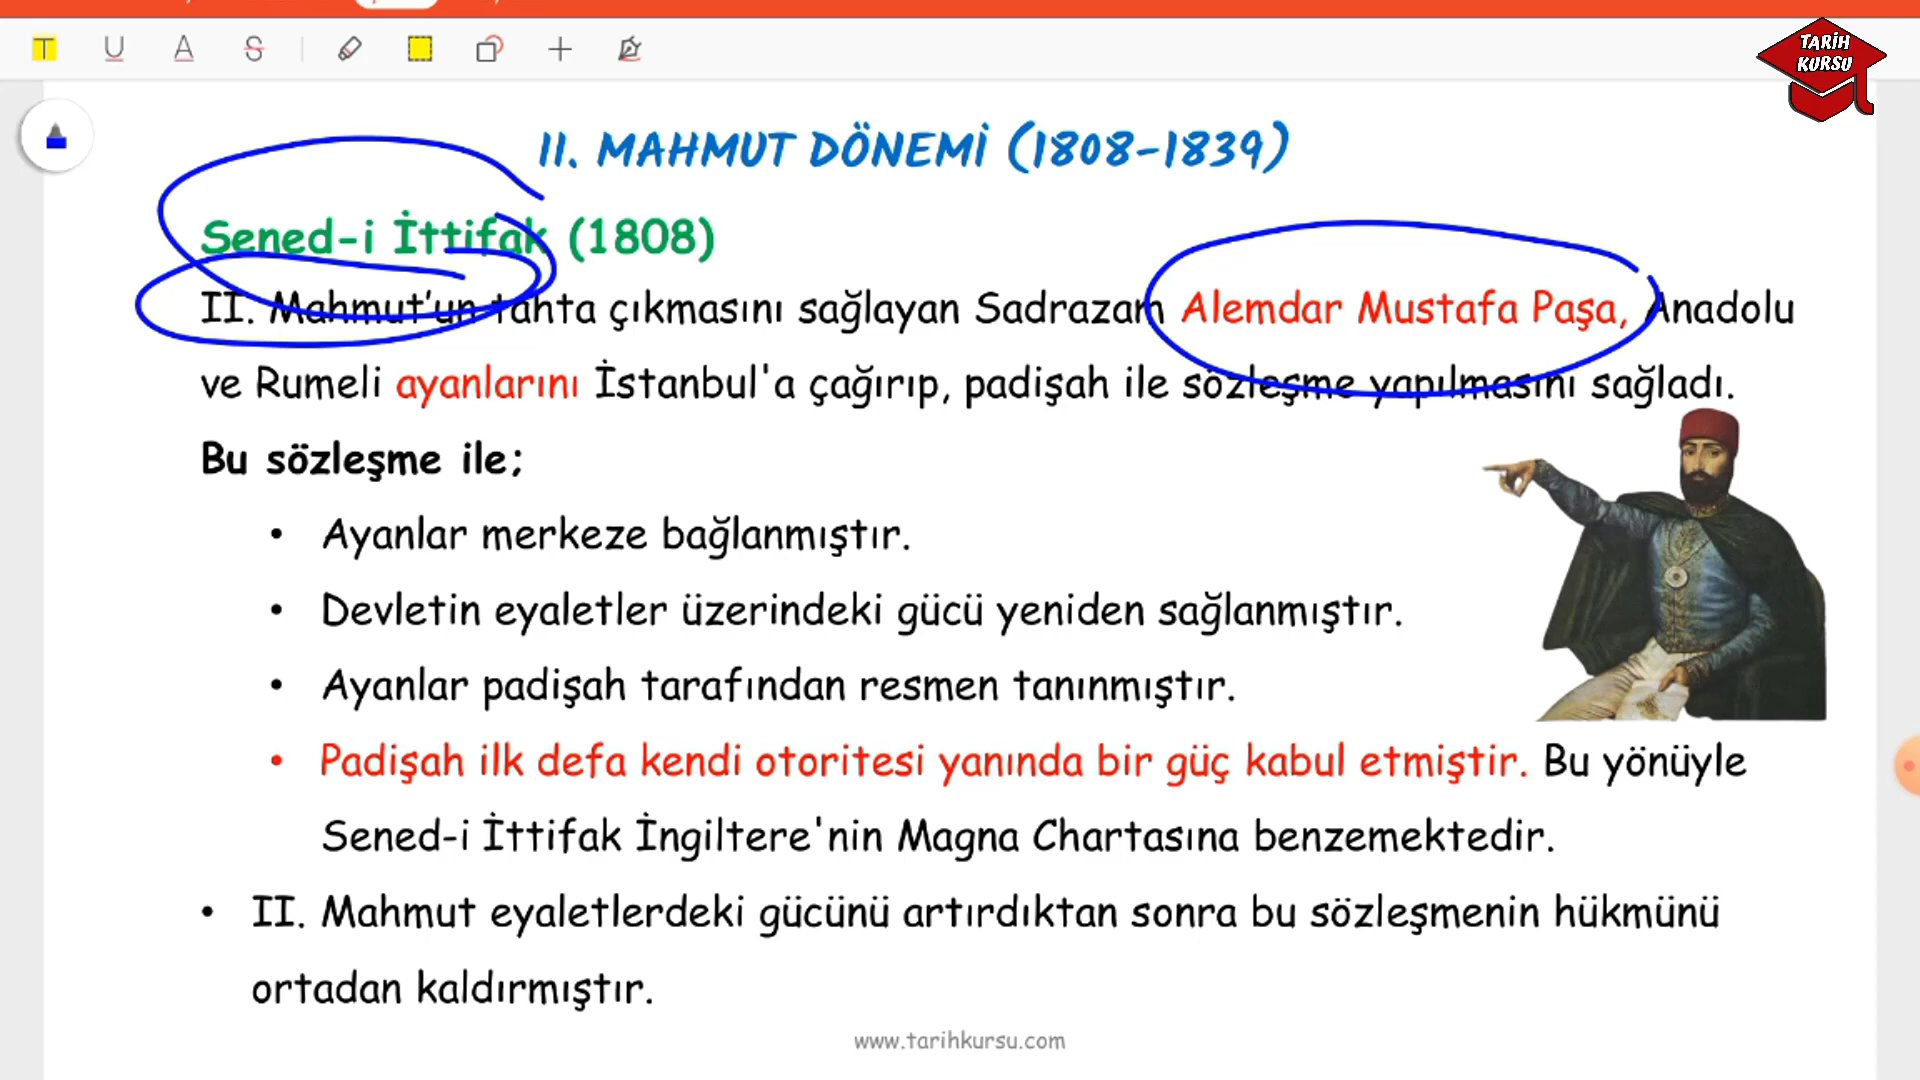 TARİH
KURSU
II. MAHMUT DÖNEMİ (1808-1839)
Sened-i İttifak (1808)
II. Mahmut'un tahta çıkmasını sağlayan Sadrazam Alemdar Mustafa Paşa, Anadolu
ve Rumeli ayanlarını İstanbul'a çağırıp, padişah ile sözleşme yapılmasını sağladı.
Bu sözleşme ile;
• Ayanlar merkeze bağlanmıştır.
• Devletin eyaletler üzerindeki gücü yeniden sağlanmıştır.
• Ayanlar padişah tarafından resmen tanınmıştır.
• Padişah ilk defa kendi otoritesi yanında bir güç kabul etmiştir. Bu yönüyle
Sened-i İttifak İngiltere'nin Magna Chartasına benzemektedir.
• II. Mahmut eyaletlerdeki gücünü artırdıktan sonra bu sözleşmenin hükmünü
ortadan kaldırmıştır.
www.tarihkursu.com